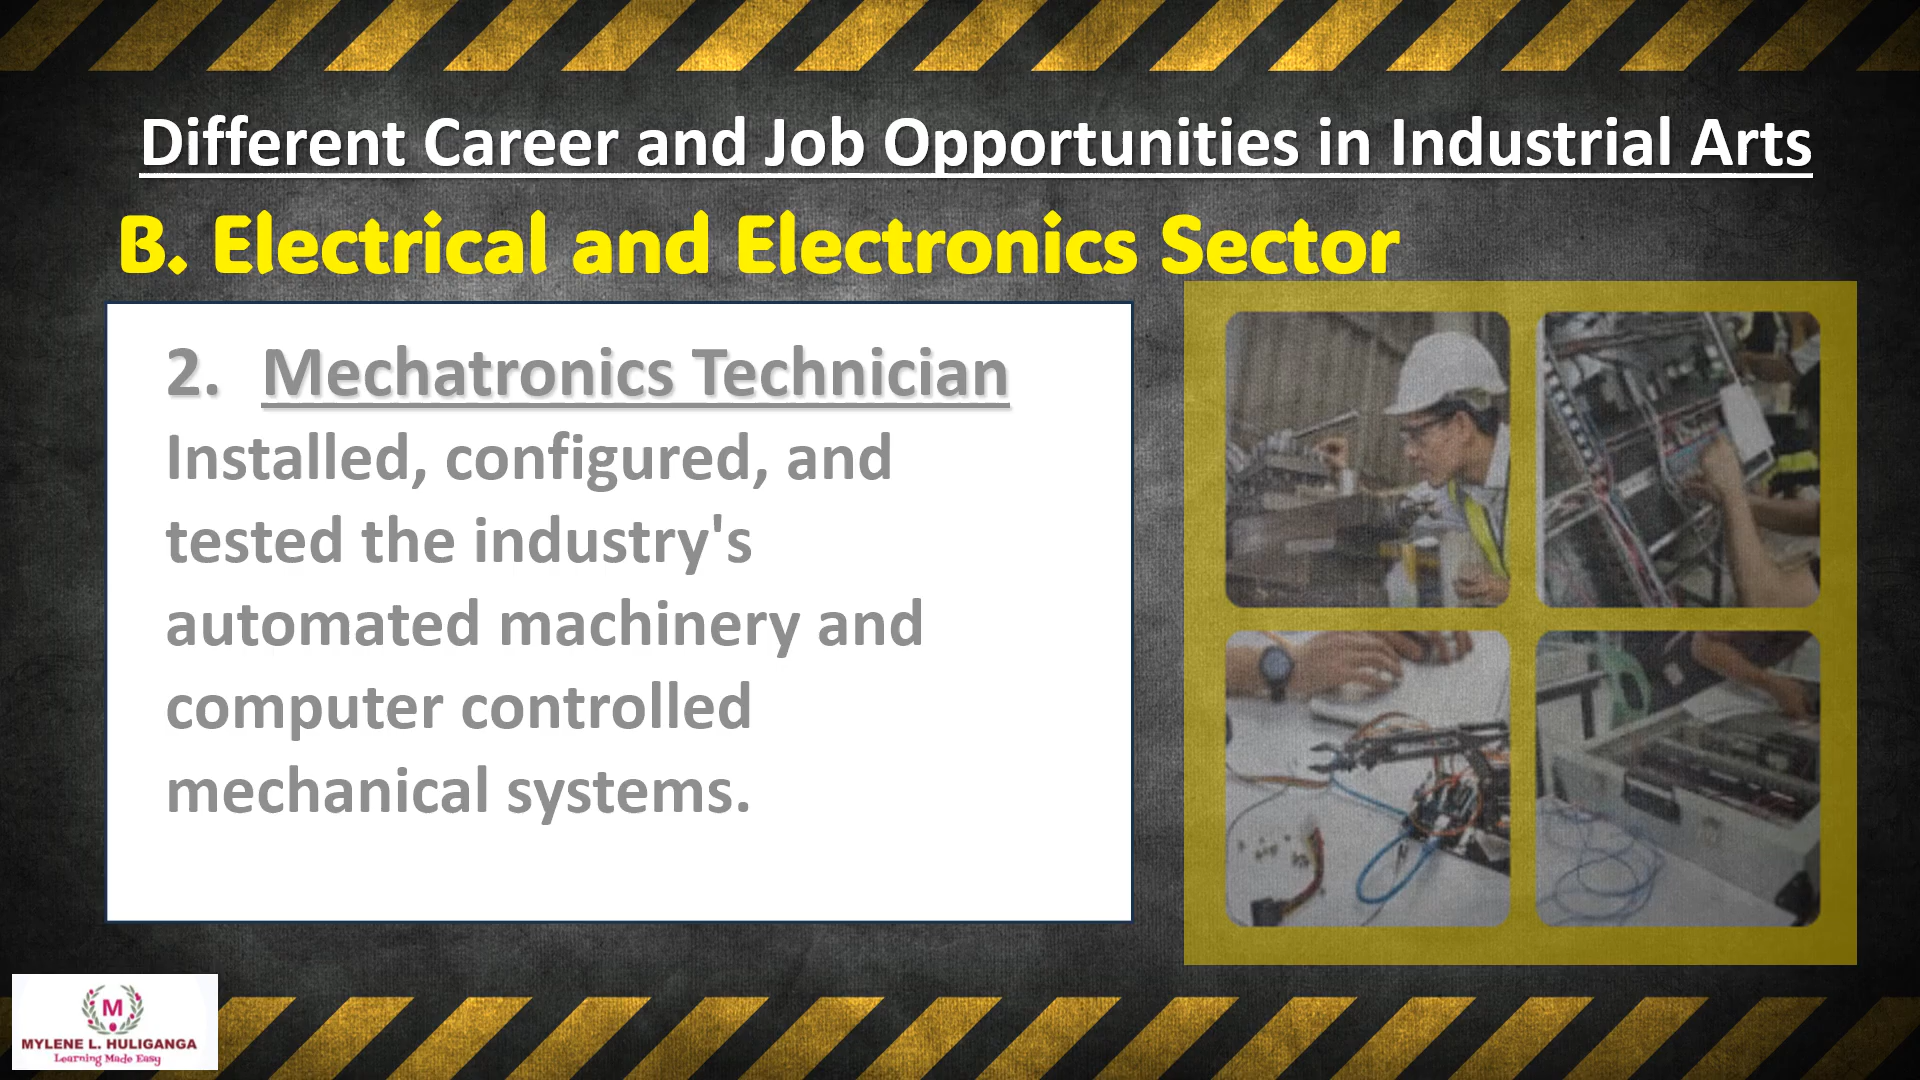 Different Career and Job Opportunities in Industrial Arts
B. Electrical and Electronics Sector
2. Mechatronics Technician
Installed, configured, and
tested the industry's
automated machinery and
computer controlled
mechanical systems.
M
MYLENE L. HULIGANGA
Learning Made Easy